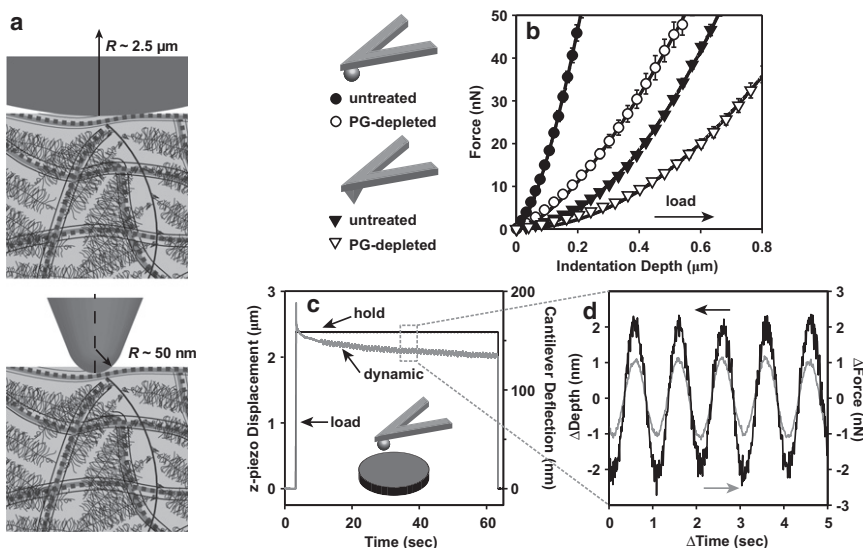 a
R ~ 2.5 μm
R ~ 50 nm
untreated
PG-depleted
untreated
PG-depleted
b
Force (nN)
50
40
30
20
10
0
load
0 0.2 0.4 0.6 0.8
Indentation Depth (μm)
c
z-piezo Displacement (μm)
3
2
1
0
hold
dynamic
load
200
100
0
Cantilever Deflection (nm)
0 20 40 60
Time (sec)
d
ΔDepth (nm)
2
1
0
-1
-2
3
2
1
0
-1
-2
-3
ΔForce (nN)
0 1 2 3 4 5
ΔTime (sec)